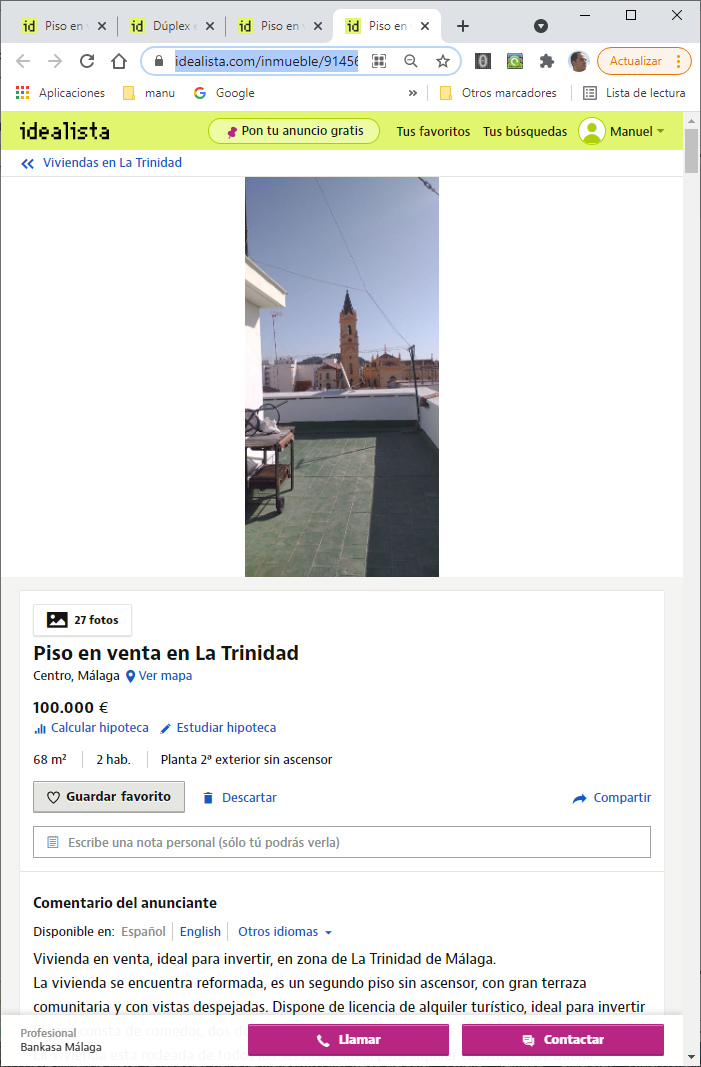 Piso en v
Dúplex e
Piso en v
Piso en v
idealista.com/inmueble/91456
Actualizar
Aplicaciones
manu
Google
»
Otros marcadores
Lista de lectura
idealista
Pon tu anuncio gratis
Tus favoritos
Tus búsquedas
Manuel
Viviendas en La Trinidad
27 fotos
Piso en venta en La Trinidad
Centro, Málaga Ver mapa
100.000 €
Calcular hipoteca Estudiar hipoteca
68 m² 2 hab. Planta 2ª exterior sin ascensor
Guardar favorito Descartar Compartir
Escribe una nota personal (sólo tú podrás verla)
Comentario del anunciante
Disponible en: Español English Otros idiomas
Vivienda en venta, ideal para invertir, en zona de La Trinidad de Málaga.
La vivienda se encuentra reformada, es un segundo piso sin ascensor, con gran terraza
comunitaria y con vistas despejadas. Dispone de licencia de alquiler turístico, ideal para invertir
Profesional
Bankasa Málaga
Llamar
Contactar